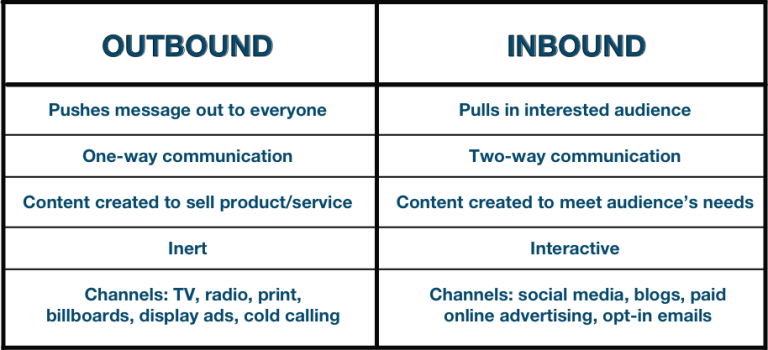 OUTBOUND
INBOUND
Pushes message out to everyone
Pulls in interested audience
One-way communication
Two-way communication
Content created to sell product/service
Content created to meet audience’s needs
Inert
Interactive
Channels: TV, radio, print,
billboards, display ads, cold calling
Channels: social media, blogs, paid
online advertising, opt-in emails